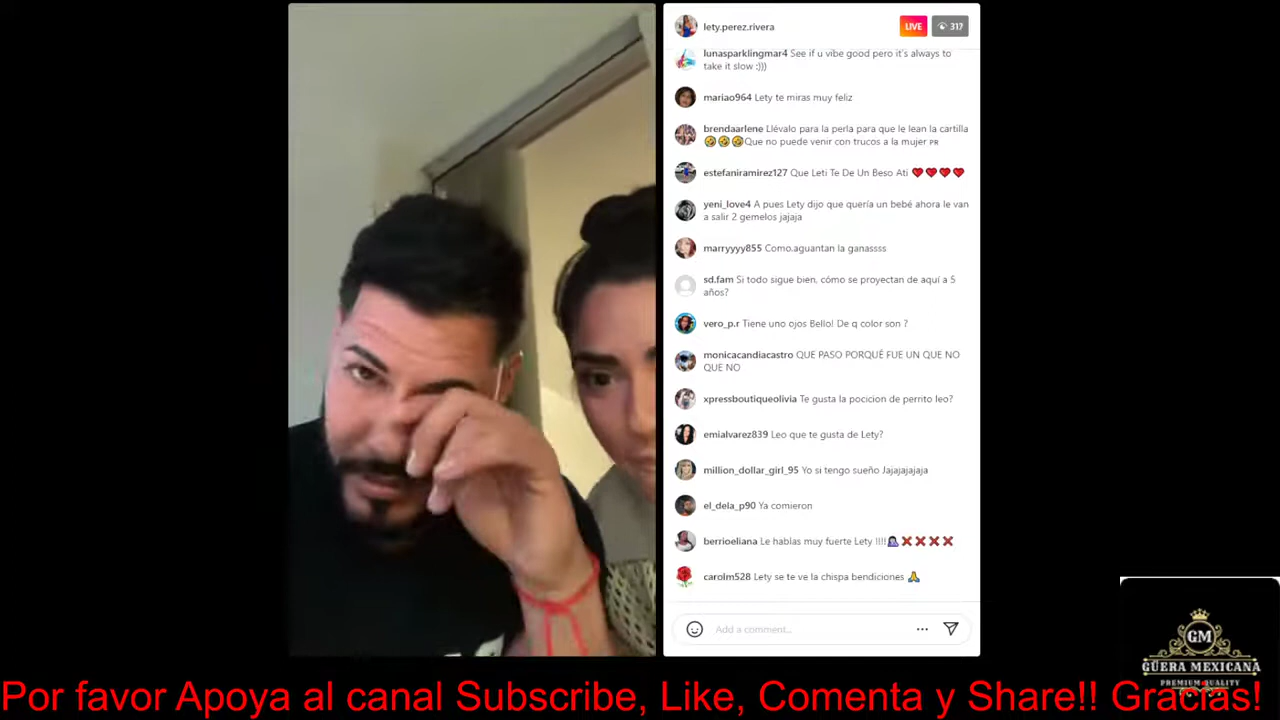 lety.perez.rivera
LIVE
317
lunasparklingmar4 See if u vibe good pero it's always to
take it slow :)))
mariao964 Lety te miras muy feliz
brendaarlene Llévalo para la perla para que le lean la cartilla
🤣🤣🤣Que no puede venir con trucos a la mujer PR
estefaniramirez127 Que Leti Te De Un Beso Ati ❤️❤️❤️❤️
yeni_love4 A pues Lety dijo que quería un bebé ahora le van
a salir 2 gemelos jajaja
marryyyy855 Como.aguantan la ganassss
sd.fam Si todo sigue bien, cómo se proyectan de aquí a 5
años?
vero_p.r Tiene uno ojos Bello! De q color son ?
monicacandiacastro QUE PASO PORQUÉ FUE UN QUE NO
QUE NO
xpressboutiqueolivia Te gusta la pocicion de perrito leo?
emialvarez839 Leo que te gusta de Lety?
million_dollar_girl_95 Yo si tengo sueño Jajajajajaja
el_dela_p90 Ya comieron
berrioeliana Le hablas muy fuerte Lety !!!!🤦🏻‍♀️❌❌❌❌
carolm528 Lety se te ve la chispa bendiciones 🙏
Add a comment...
GM
GÜERA MEXICANA
PREMIUM QUALITY
Por favor Apoya al canal Subscribe, Like, Comenta y Share!! Gracias!